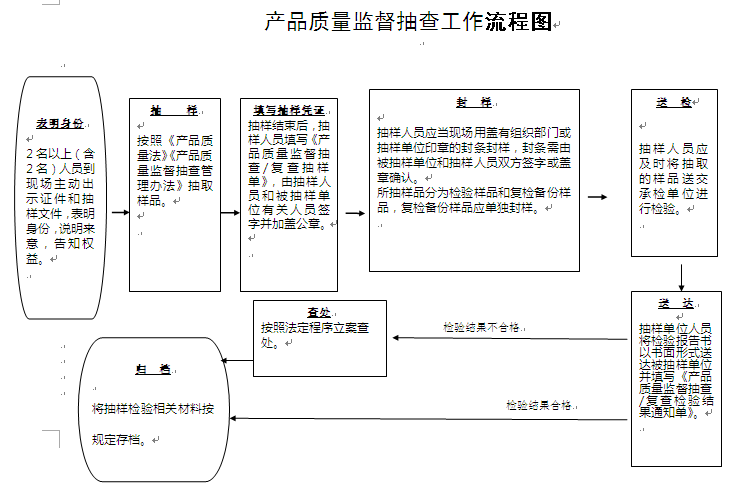 产品质量监督抽查工作流程图
表明身份
2名以上（含
2名）人员到
现场主动出
示证件和抽
样文件，表明
身份，说明来
意，告知权
益。
抽 样
按照《产品质
量法》《产品质
量监督抽查管
理办法》抽取
样品。
填写抽样凭证
抽样结束后，抽
样人员填写《产
品质量监督抽
查/复查抽样
单》，由抽样人
员和被抽样单
位有关人员签
字并加盖公章。
封 样
抽样人员应当现场用盖有组织部门或
抽样单位印章的封条封样，封条需由
被抽样单位和抽样人员双方签字或盖
章确认。
所抽样品分为检验样品和复检备份样
品，复检备份样品应单独封样。
送 检
抽样人员应
及时将抽取
的样品送交
承检单位进
行检验。
送 达
抽样单位人员
将检验报告书
以书面形式送
达被抽样单位
并填写《产品
质量监督抽查
/复查检验结
果通知单》。
检验结果不合格
查处
按照法定程序立案查
处。
检验结果合格
归 档
将抽样检验相关材料按
规定存档。